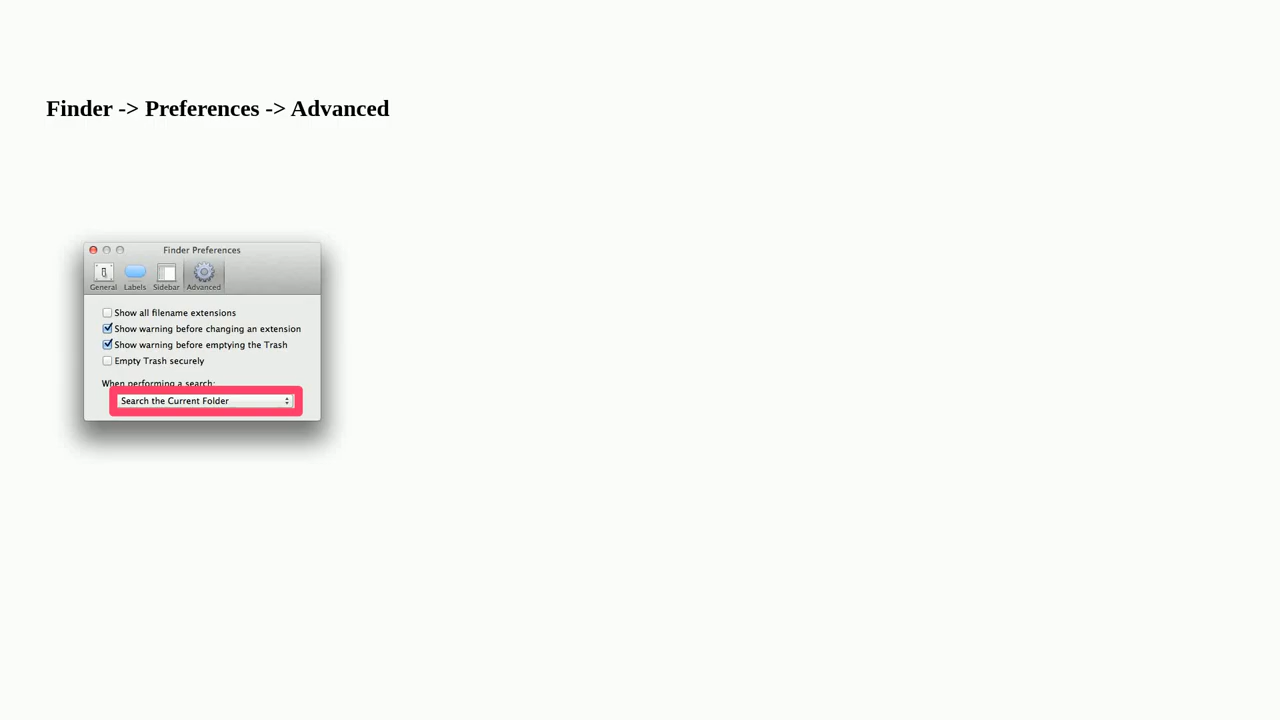 Finder -> Preferences -> Advanced
Finder Preferences
General Labels Sidebar Advanced
Show all filename extensions
Show warning before changing an extension
Show warning before emptying the Trash
Empty Trash securely
When performing a search:
Search the Current Folder